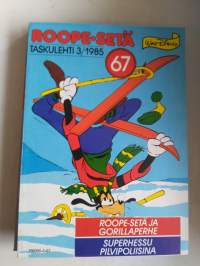 ROOPE-SETÄ
TASKULEHTI 3/1985
WALT DISNEY
67
ROOPE-SETÄ JA
GORILLAPERHE
SUPERHESSU
PILVIPOLIISINA